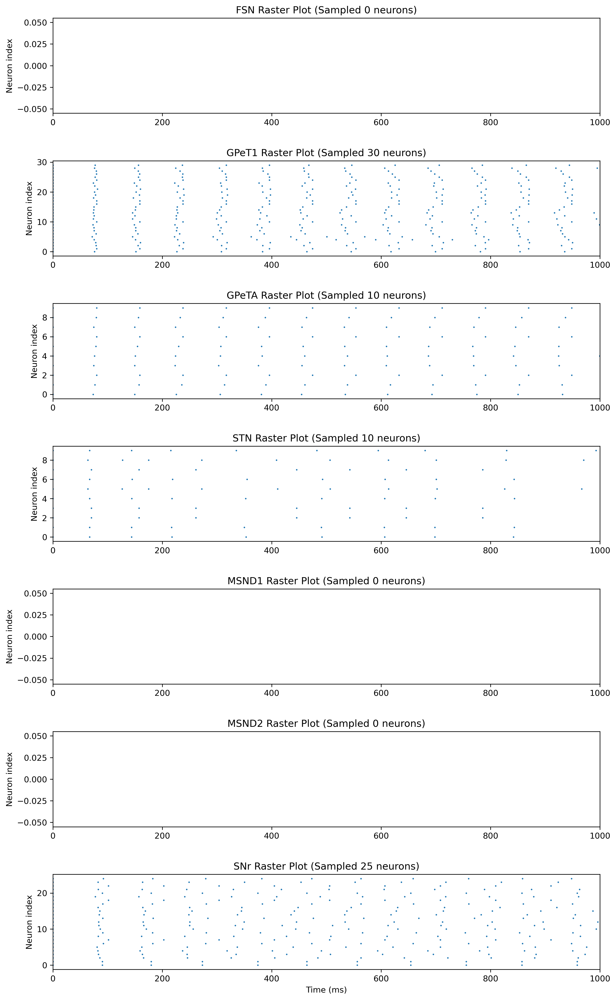 FSN Raster Plot (Sampled 0 neurons)
Neuron index
0.050
0.025
0.000
−0.025
−0.050
0 200 400 600 800 1000
GPeT1 Raster Plot (Sampled 30 neurons)
Neuron index
30
20
10
0
0 200 400 600 800 1000
GPeTA Raster Plot (Sampled 10 neurons)
Neuron index
8
6
4
2
0
0 200 400 600 800 1000
STN Raster Plot (Sampled 10 neurons)
Neuron index
8
6
4
2
0
0 200 400 600 800 1000
MSND1 Raster Plot (Sampled 0 neurons)
Neuron index
0.050
0.025
0.000
−0.025
−0.050
0 200 400 600 800 1000
MSND2 Raster Plot (Sampled 0 neurons)
Neuron index
0.050
0.025
0.000
−0.025
−0.050
0 200 400 600 800 1000
SNr Raster Plot (Sampled 25 neurons)
Neuron index
20
10
0
0 200 400 600 800 1000
Time (ms)